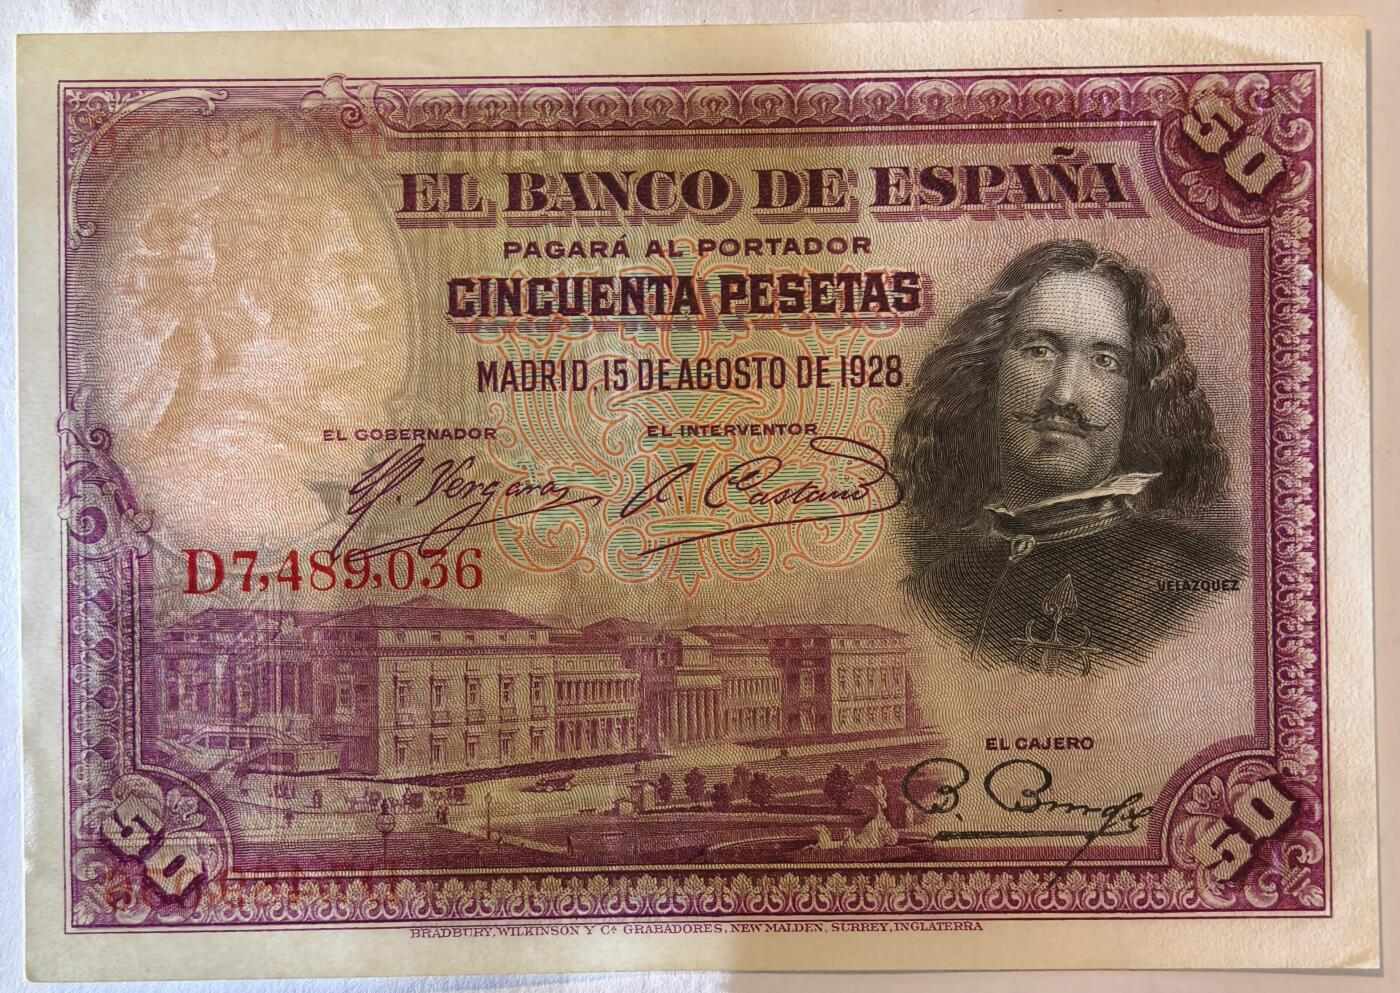 50
EL BANCO DE ESPAÑA
PAGARÁ AL PORTADOR
CINCUENTA PESETAS
MADRID, 15 DE AGOSTO DE 1928.
EL GOBERNADOR
EL INTERVENTOR
D7,489,036
VELAZQUEZ
EL CAJERO
50
50
BRADBURY, WILKINSON Y Cª GRABADORES, NEW MALDEN, SURREY, INGLATERRA